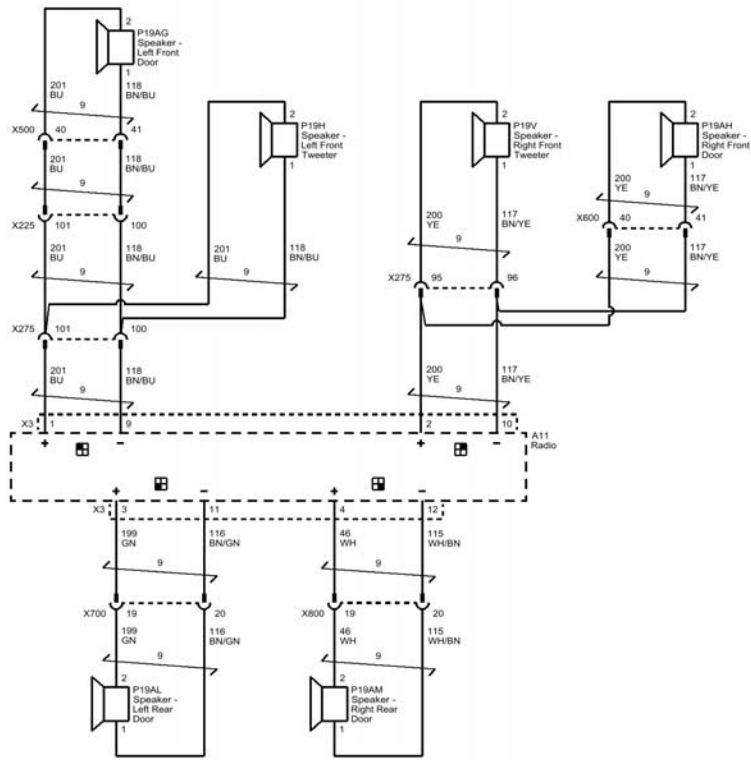 2
P19AG
Speaker -
Left Front
Door
1
201
BU
118
BN/BU
9
X500 40 41
201
BU
118
BN/BU
9
X225 101 100
201
BU
118
BN/BU
9
2
P19H
Speaker -
Left Front
Tweeter
1
201
BU
118
BN/BU
9
X275 101 100
201
BU
118
BN/BU
9
2
P19V
Speaker -
Right Front
Tweeter
1
200
YE
117
BN/YE
9
X275 95 96
2
P19AH
Speaker -
Right Front
Door
1
200
YE
117
BN/YE
9
X600 40 41
200
YE
117
BN/YE
9
200
YE
117
BN/YE
9
X3 1 9 2 10
+ - + -
A11
Radio
+ - + -
X3 3 11 4 12
199
GN
116
BN/GN
9
46
WH
115
WH/BN
9
X700 19 20
X800 19 20
199
GN
116
BN/GN
9
46
WH
115
WH/BN
9
2
P19AL
Speaker -
Left Rear
Door
1
2
P19AM
Speaker -
Right Rear
Door
1